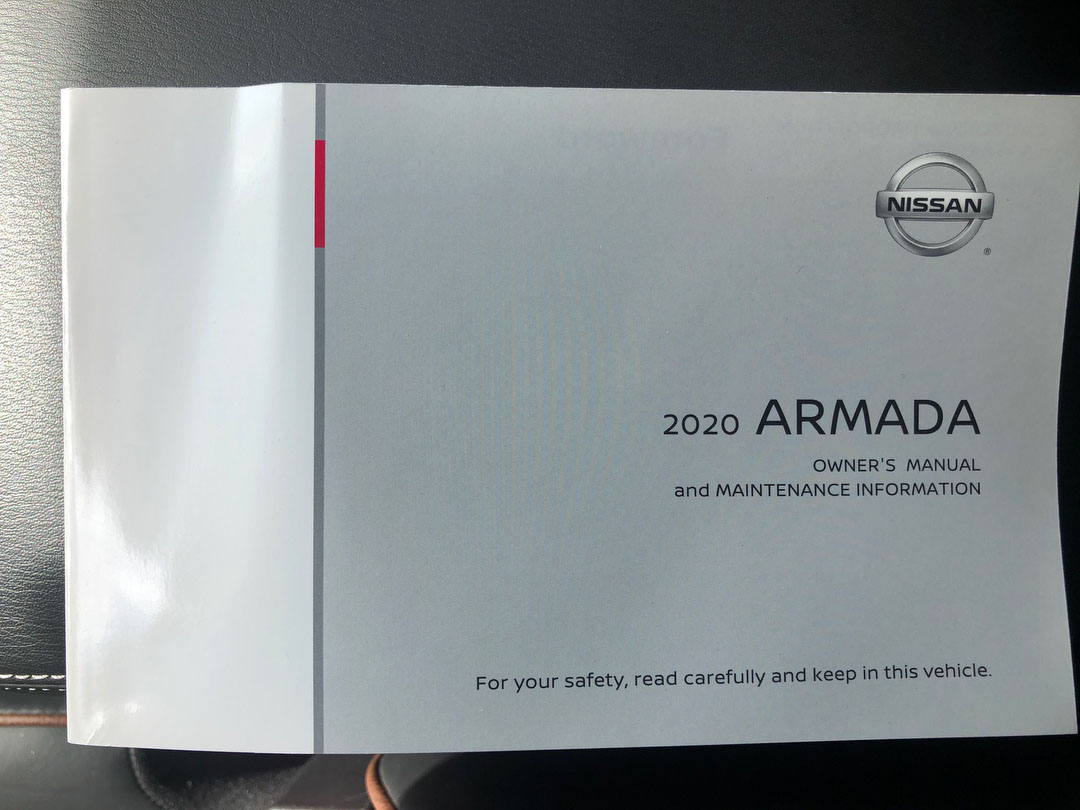 NISSAN
®
2020 ARMADA
OWNER'S MANUAL
and MAINTENANCE INFORMATION
For your safety, read carefully and keep in this vehicle.